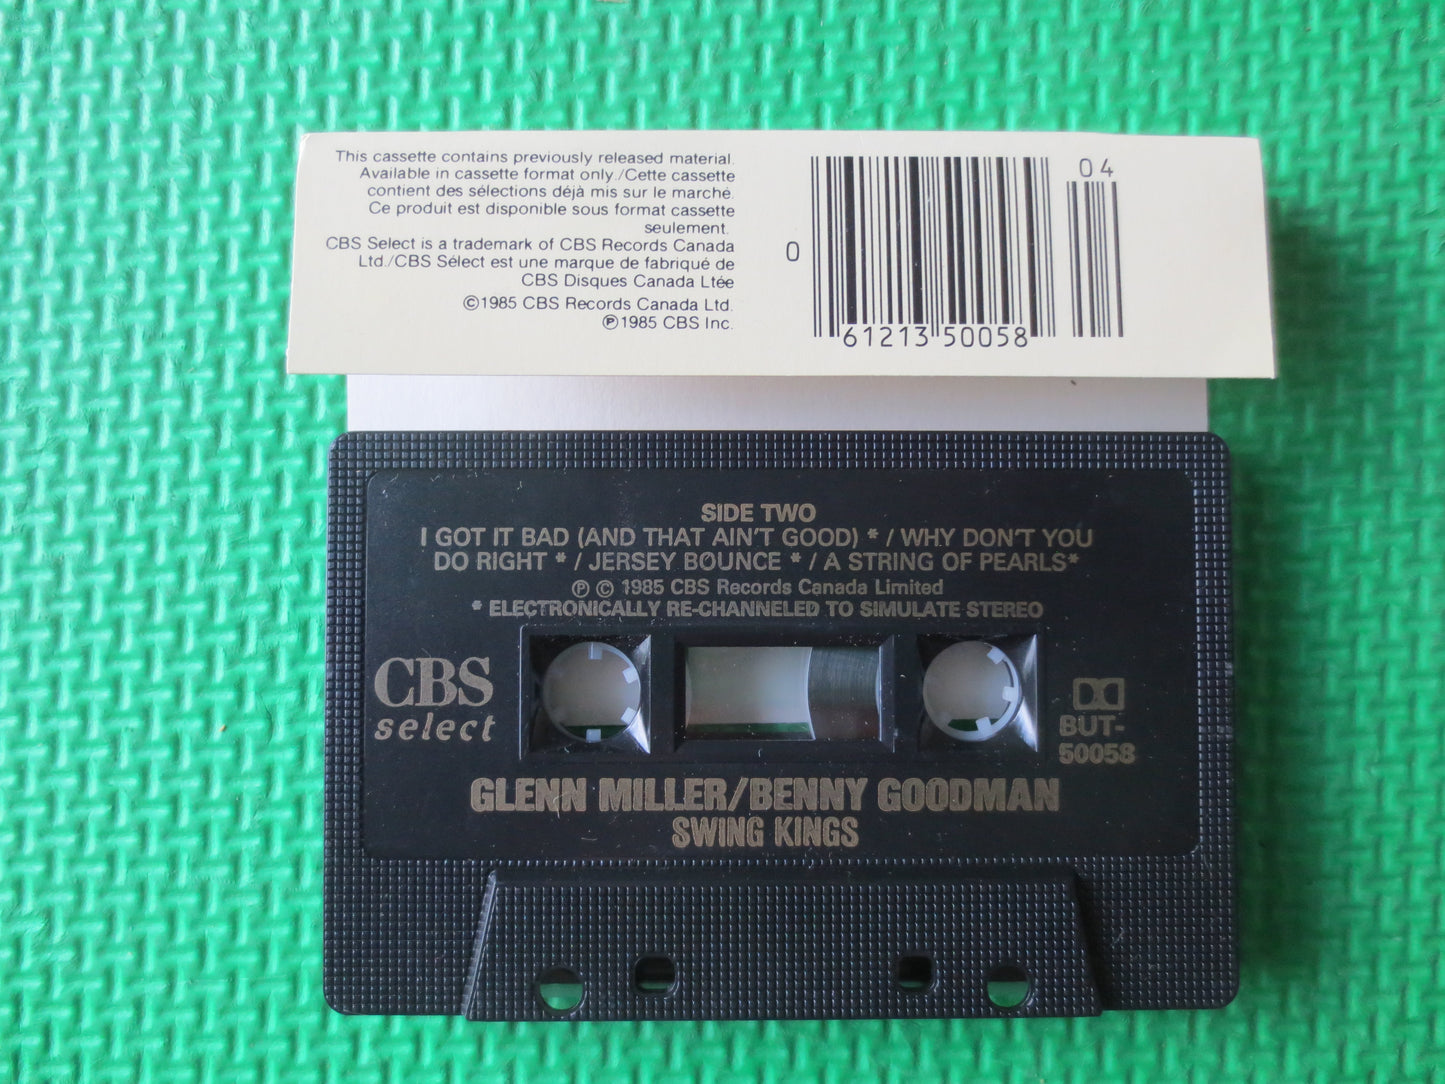 This cassette contains previously released material.
Available in cassette format only./Cette cassette
contient des sélections déjà mis sur le marché.
Ce produit est disponible sous format cassette
seulement.
CBS Select is a trademark of CBS Records Canada
Ltd./CBS Sélect est une marque de fabriqué de
CBS Disques Canada Ltée
©1985 CBS Records Canada Ltd.
℗1985 CBS Inc.
04
0
61213 50058
SIDE TWO
I GOT IT BAD (AND THAT AIN'T GOOD) * / WHY DON'T YOU
DO RIGHT * / JERSEY BOUNCE * / A STRING OF PEARLS*
℗ © 1985 CBS Records Canada Limited
* ELECTRONICALLY RE-CHANNELED TO SIMULATE STEREO
CBS
select
BUT-
50058
GLENN MILLER/BENNY GOODMAN
SWING KINGS